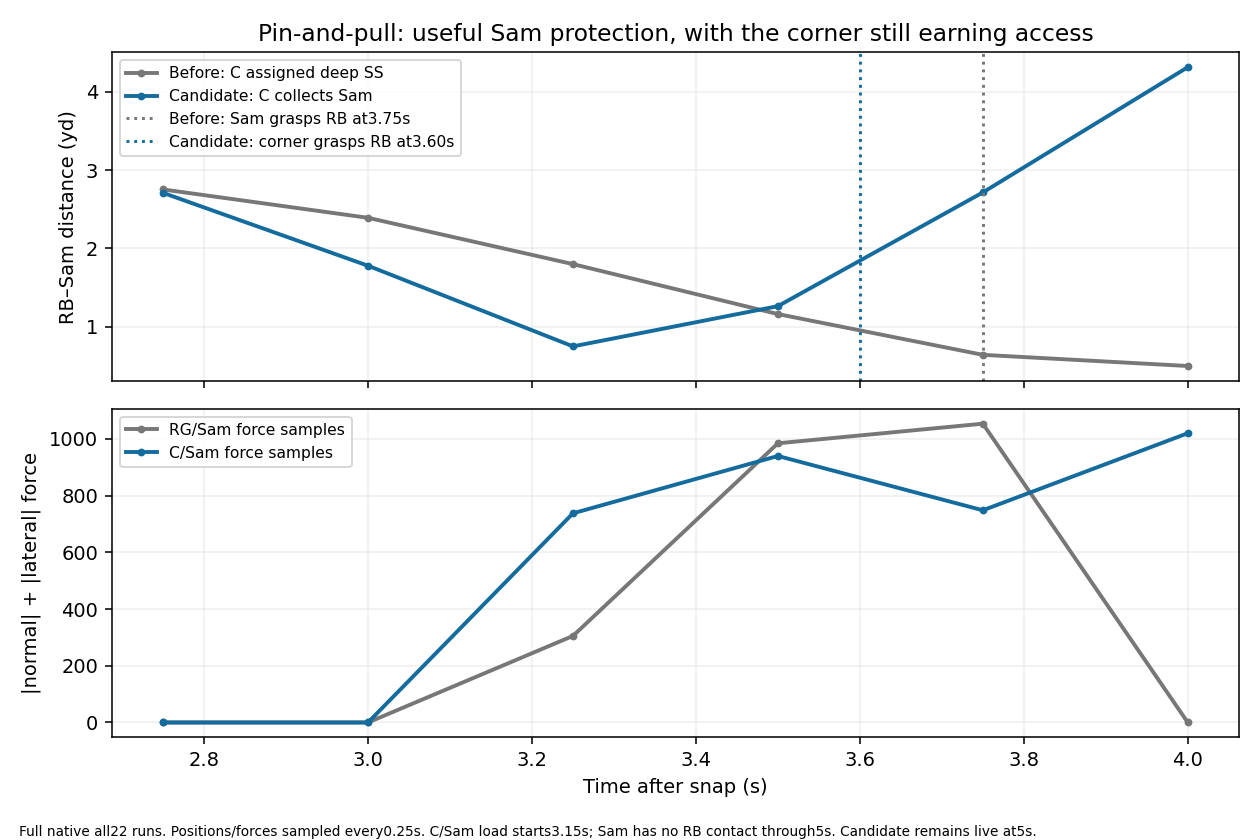 Pin-and-pull: useful Sam protection, with the corner still earning access
Before: C assigned deep SS
Candidate: C collects Sam
Before: Sam grasps RB at3.75s
Candidate: corner grasps RB at3.60s
RB–Sam distance (yd)
4
3
2
1
RG/Sam force samples
C/Sam force samples
|normal| + |lateral| force
1000
800
600
400
200
0
2.8 3.0 3.2 3.4 3.6 3.8 4.0
Time after snap (s)
Full native all22 runs. Positions/forces sampled every0.25s. C/Sam load starts3.15s; Sam has no RB contact through5s. Candidate remains live at5s.